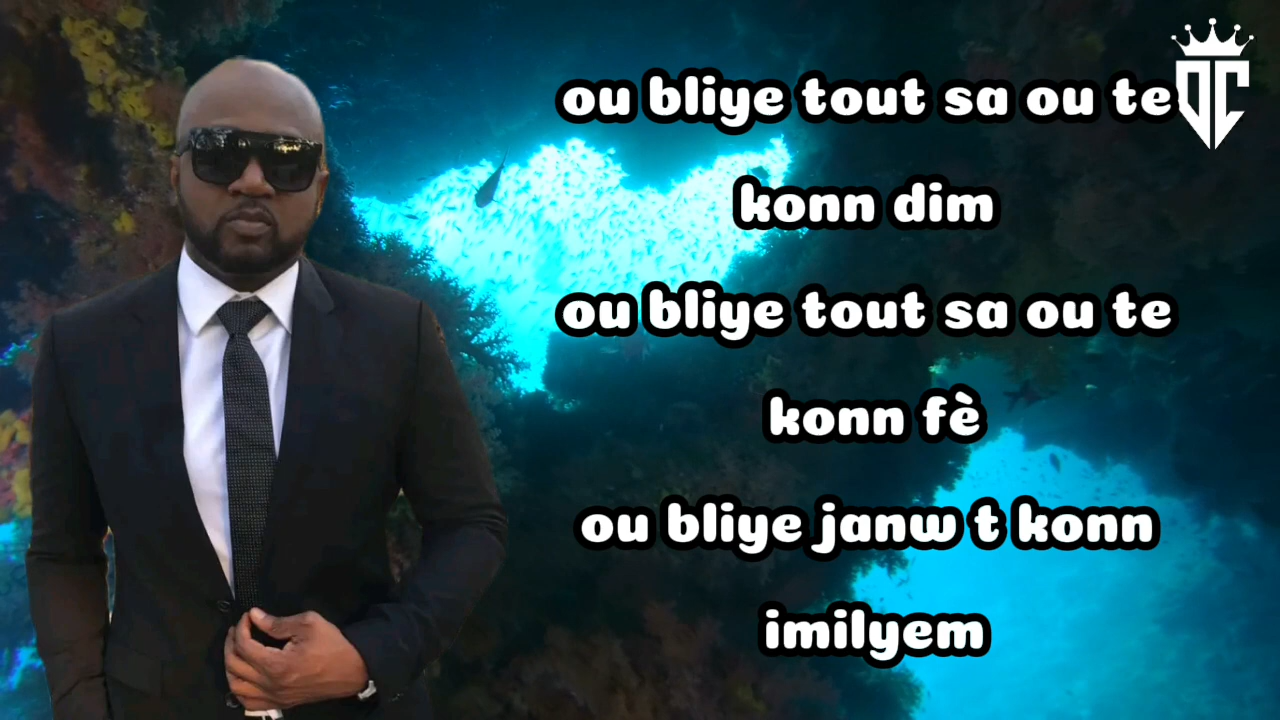 ou bliye tout sa ou te
konn dim
ou bliye tout sa ou te
konn fè
ou bliye janw t konn
imilyem
DC